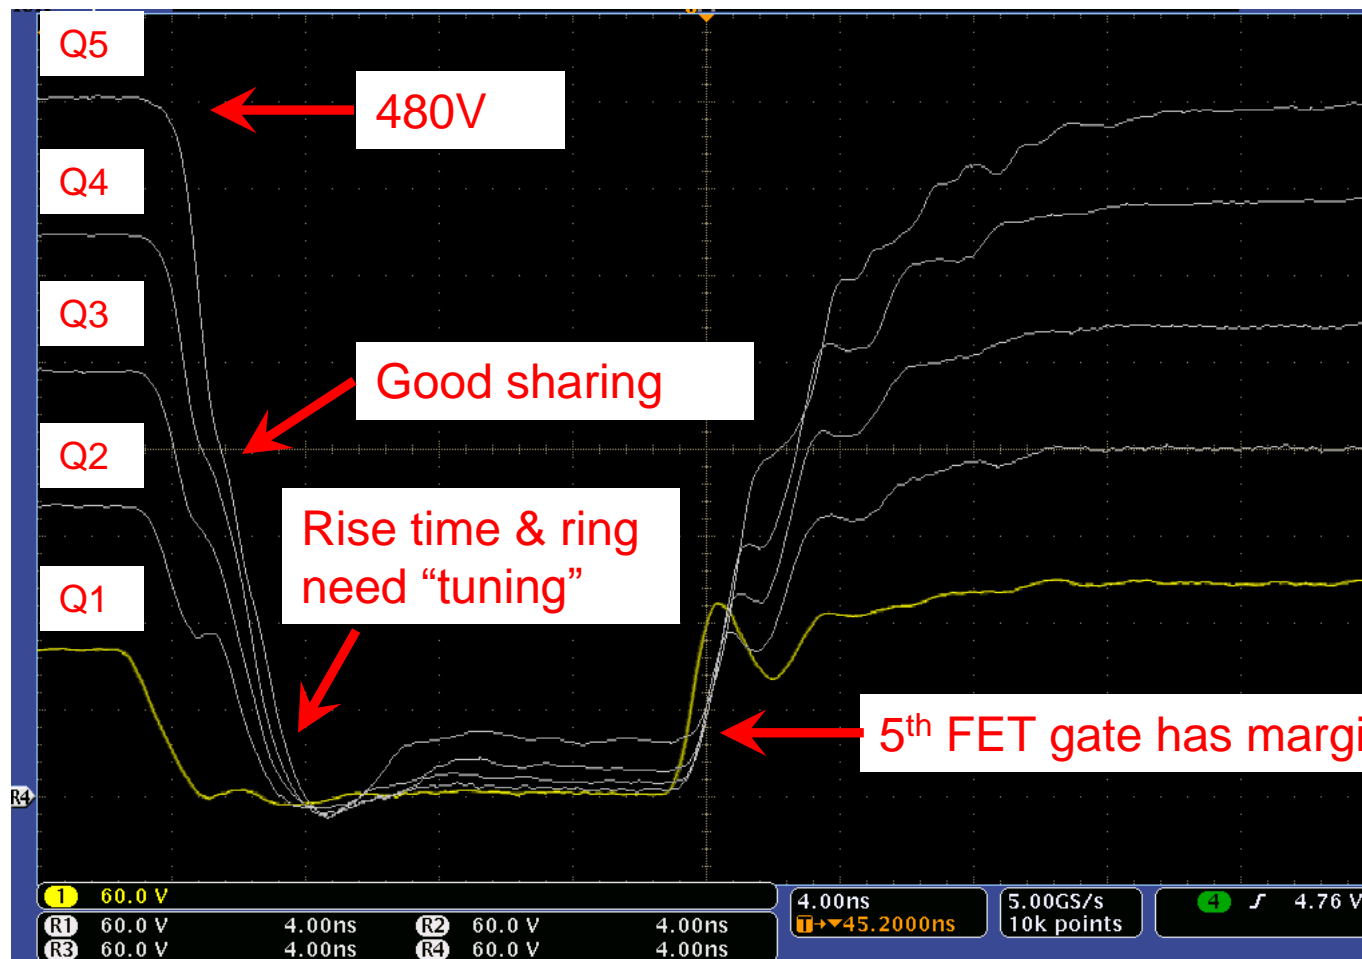 Q5
480V
Q4
Q3
Good sharing
Q2
Rise time & ring
need “tuning”
Q1
5th FET gate has margi
R4
1 60.0 V
R1 60.0 V 4.00ns R2 60.0 V 4.00ns
R3 60.0 V 4.00ns R4 60.0 V 4.00ns
4.00ns
T→▼45.2000ns
5.00GS/s
10k points
4 4.76 V